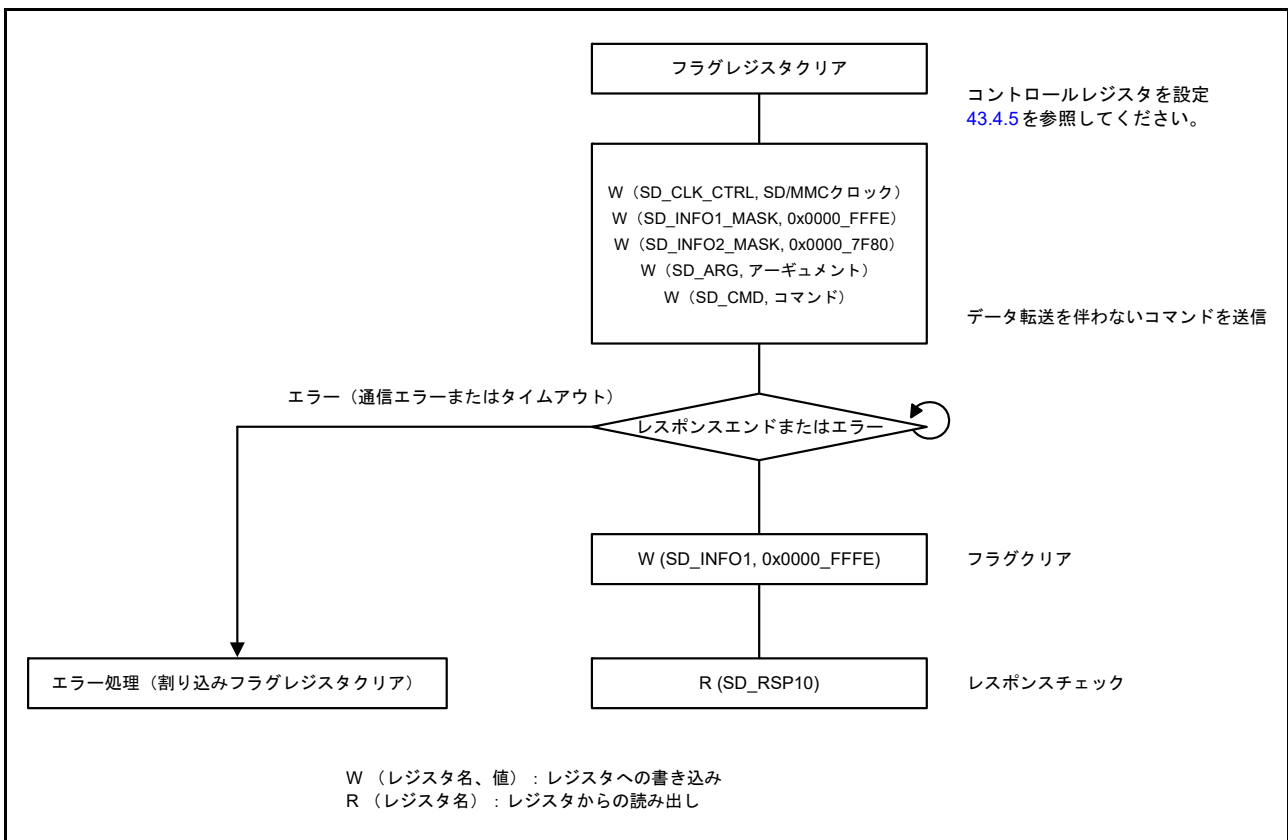 フラグレジスタクリア
コントロールレジスタを設定
43.4.5を参照してください。
W（SD_CLK_CTRL, SD/MMCクロック）
W（SD_INFO1_MASK, 0x0000_FFFE）
W（SD_INFO2_MASK, 0x0000_7F80）
W（SD_ARG, アーギュメント）
W（SD_CMD, コマンド）
データ転送を伴わないコマンドを送信
エラー（通信エラーまたはタイムアウト）
レスポンスエンドまたはエラー
W (SD_INFO1, 0x0000_FFFE)
フラグクリア
エラー処理（割り込みフラグレジスタクリア）
R (SD_RSP10)
レスポンスチェック
W （レジスタ名、値）：レジスタへの書き込み
R （レジスタ名）：レジスタからの読み出し